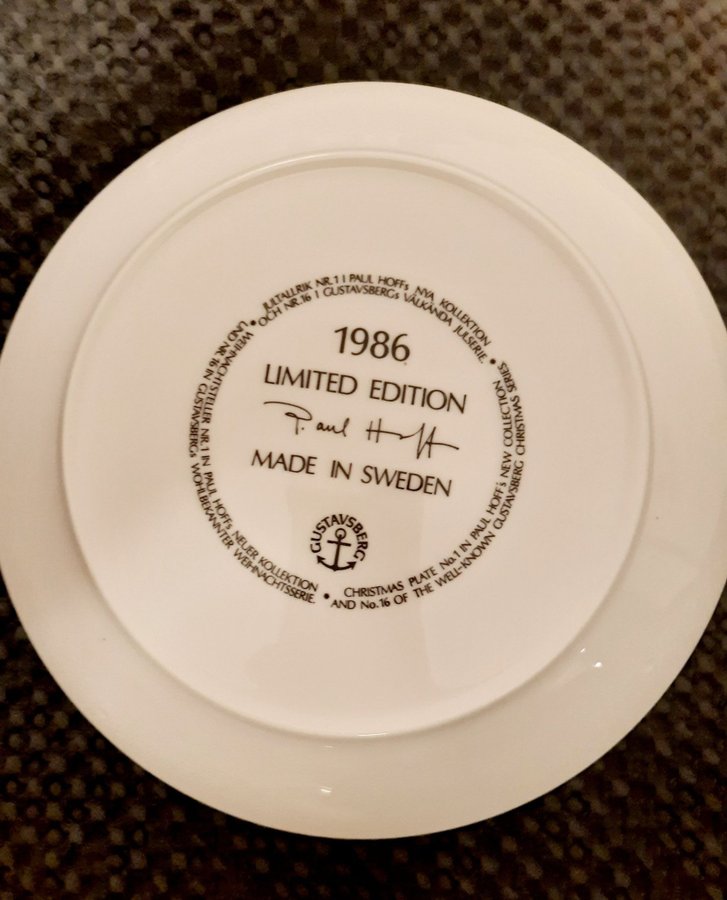 JULTALLRIK NR.1 I PAUL HOFFs NYA KOLLEKTION
OCH NR.16 I GUSTAVSBERGs VÄLKÄNDA JULSERIE.
1986
LIMITED EDITION
Paul Hoff
MADE IN SWEDEN
GUSTAVSBERG
CHRISTMAS PLATE No.1 IN PAUL HOFFs NEW COLLECTION
AND No.16 OF THE WELL-KNOWN GUSTAVSBERG CHRISTMAS SERIES
WEIHNACHTSTELLER NR.1 IN PAUL HOFFs NEUER KOLLEKTION
UND NR.16 IN GUSTAVSBERGs WOHLBEKANNTER WEIHNACHTSSERIE.